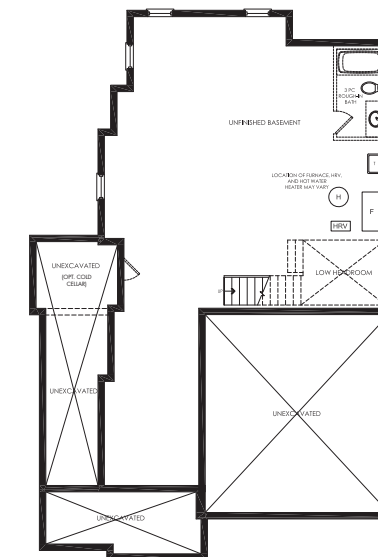 3 PC
ROUGH-IN
BATH
UNFINISHED BASEMENT
T
LOCATION OF FURNACE, HRV,
AND HOT WATER
HEATER MAY VARY
H
F
HRV
UNEXCAVATED
(OPT. COLD
CELLAR)
LOW HEADROOM
UP
UNEXCAVATED
UNEXCAVATED
UNEXCAVATED